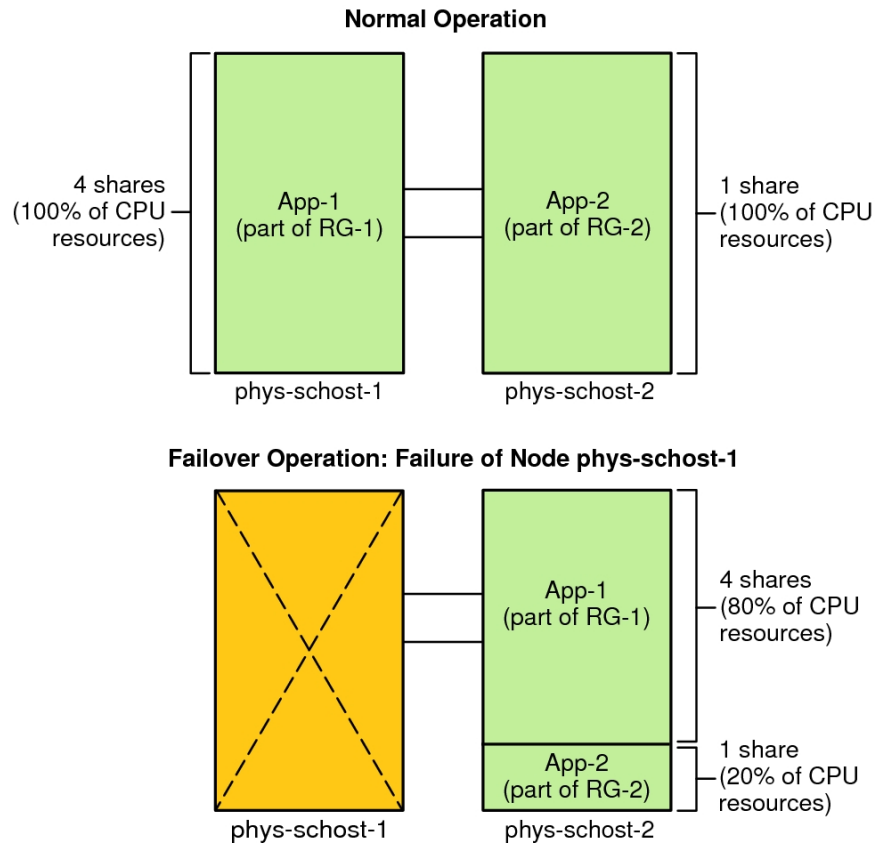 Normal Operation
4 shares
(100% of CPU
resources)
App-1
(part of RG-1)
App-2
(part of RG-2)
1 share
(100% of CPU
resources)
phys-schost-1
phys-schost-2
Failover Operation: Failure of Node phys-schost-1
App-1
(part of RG-1)
4 shares
(80% of CPU
resources)
App-2
(part of RG-2)
1 share
(20% of CPU
resources)
phys-schost-1
phys-schost-2